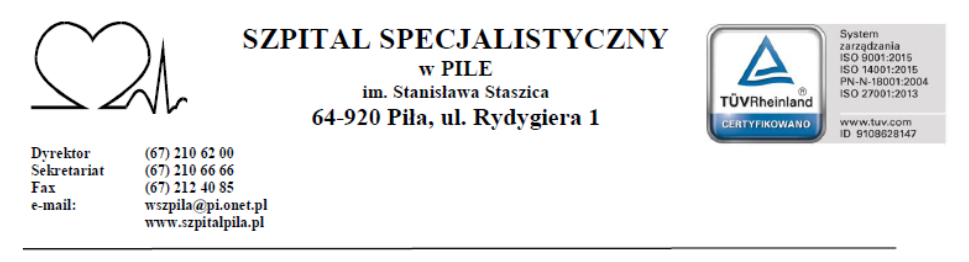 SZPITAL SPECJALISTYCZNY
w PILE
im. Stanisława Staszica
64-920 Piła, ul. Rydygiera 1
TÜVRheinland®
CERTYFIKOWANO
System
zarządzania
ISO 9001:2015
ISO 14001:2015
PN-N-18001:2004
ISO 27001:2013
www.tuv.com
ID 9108628147
Dyrektor (67) 210 62 00
Sekretariat (67) 210 66 66
Fax (67) 212 40 85
e-mail: wszpila@pi.onet.pl
www.szpitalpila.pl